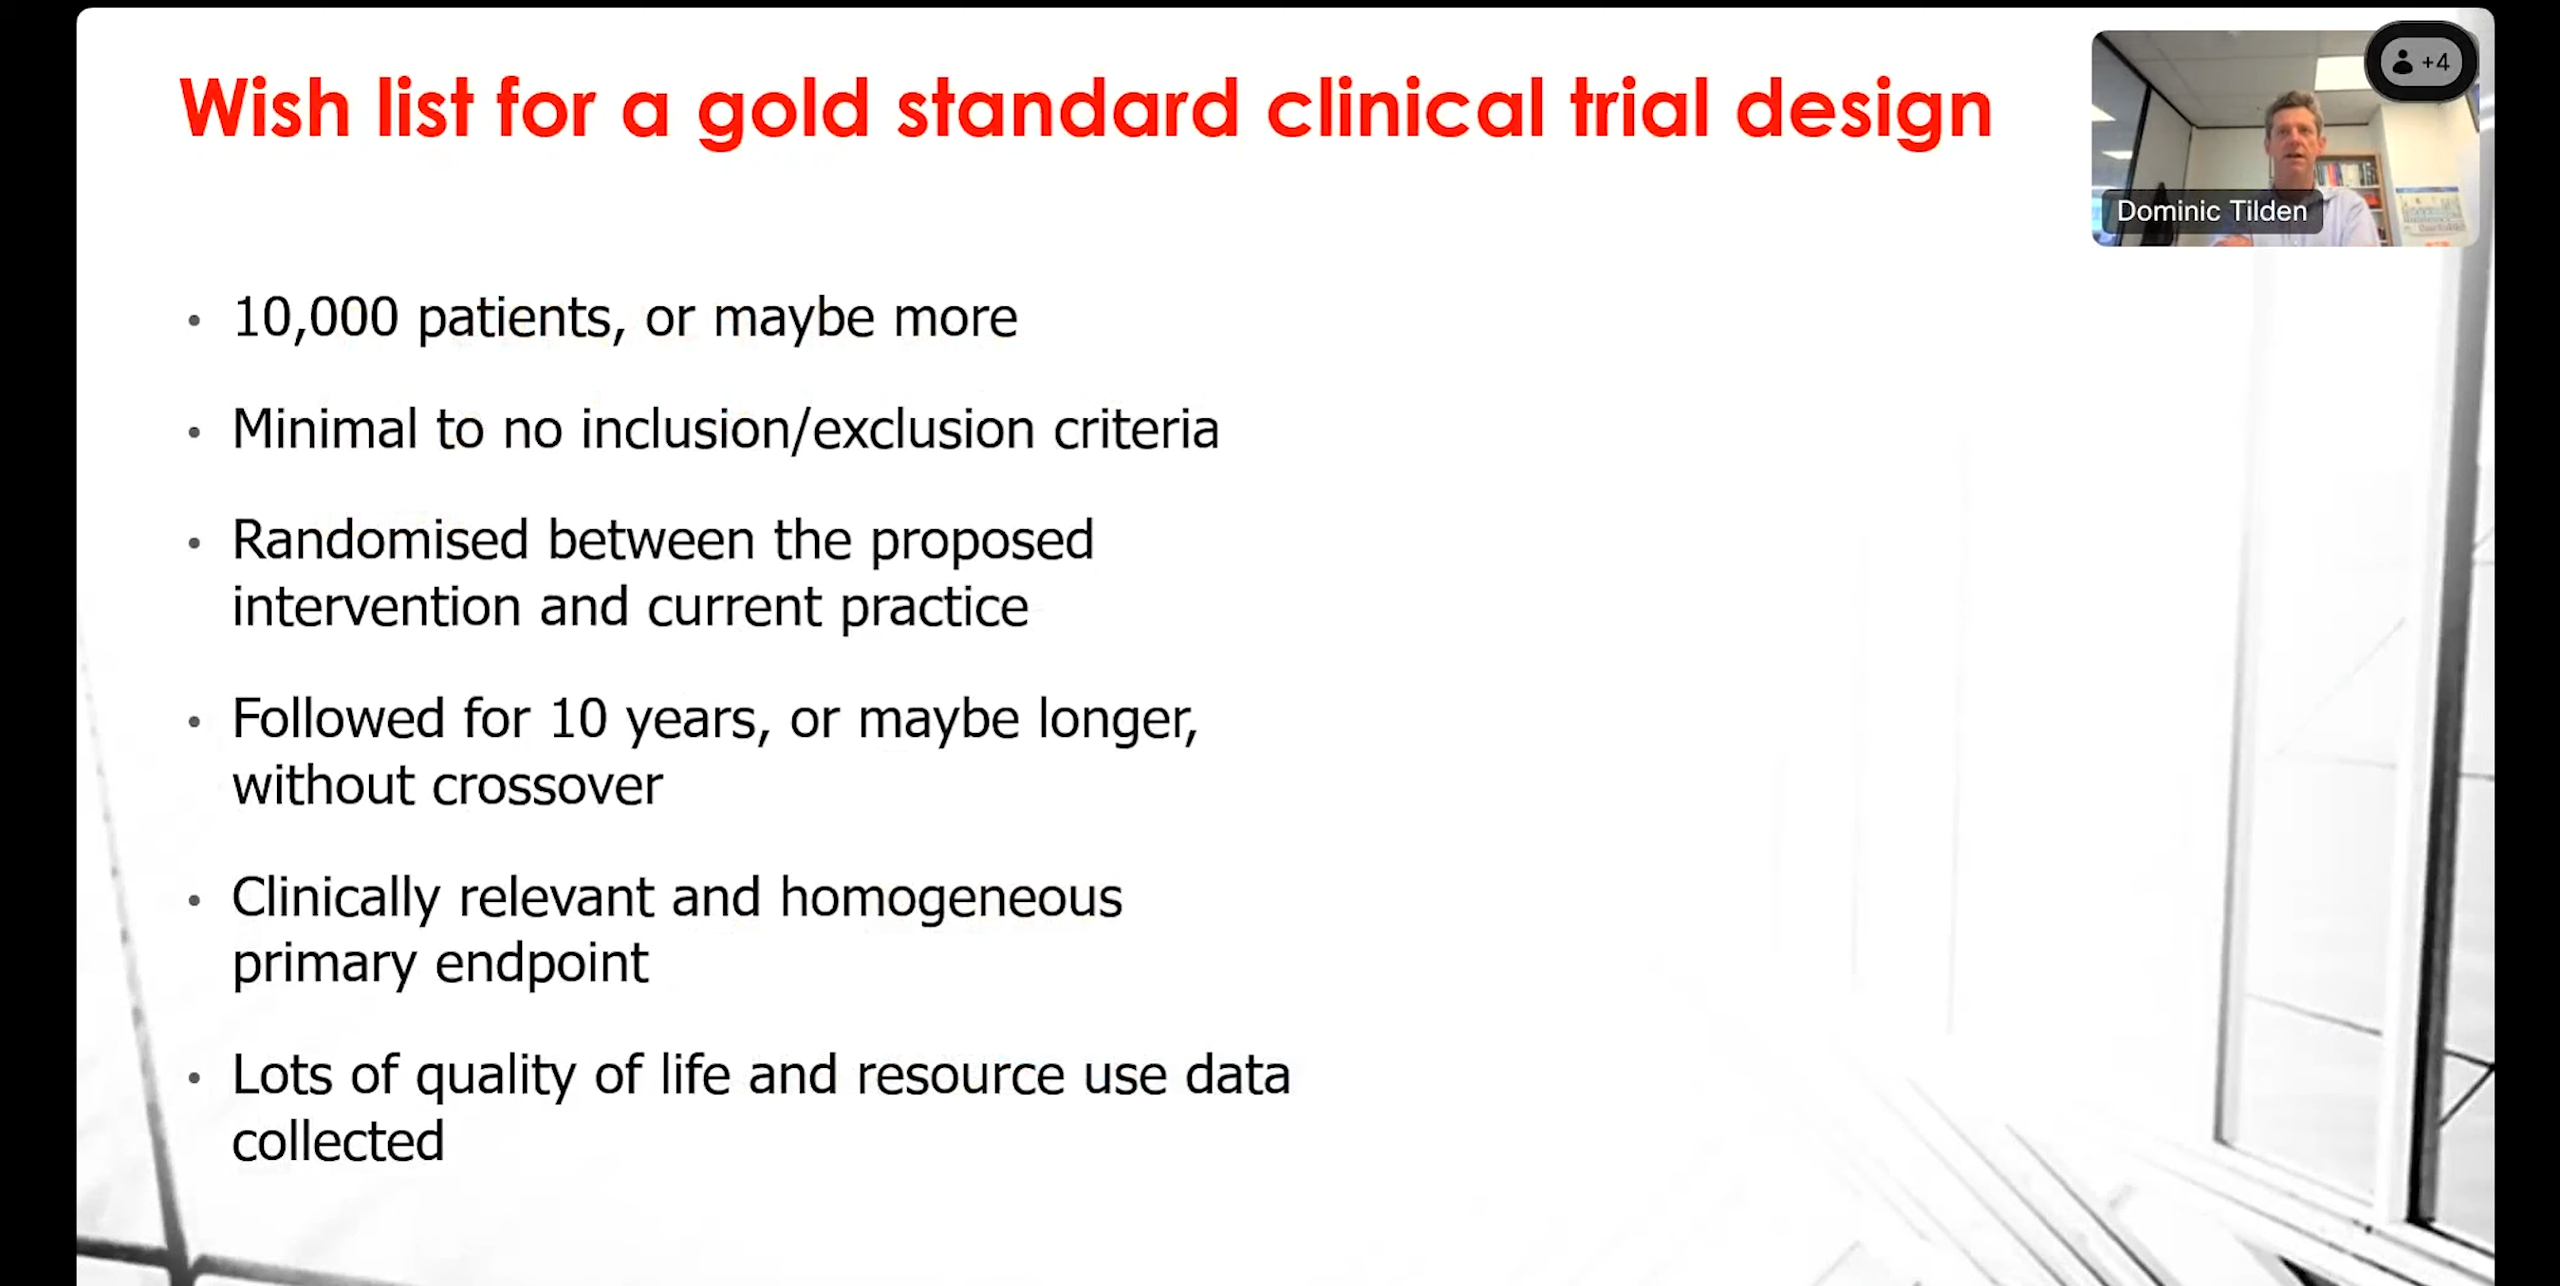 Wish list for a gold standard clinical trial design
+4
Dominic Tilden
• 10,000 patients, or maybe more
• Minimal to no inclusion/exclusion criteria
• Randomised between the proposed
intervention and current practice
• Followed for 10 years, or maybe longer,
without crossover
• Clinically relevant and homogeneous
primary endpoint
• Lots of quality of life and resource use data
collected